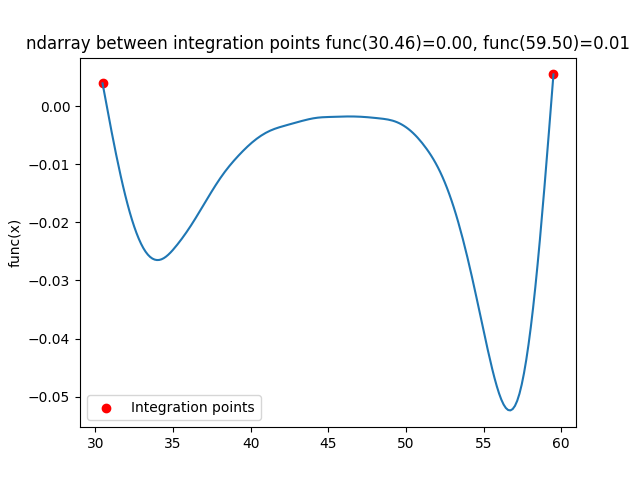 ndarray between integration points func(30.46)=0.00, func(59.50)=0.01
0.00
−0.01
−0.02
−0.03
−0.04
−0.05
func(x)
Integration points
30 35 40 45 50 55 60